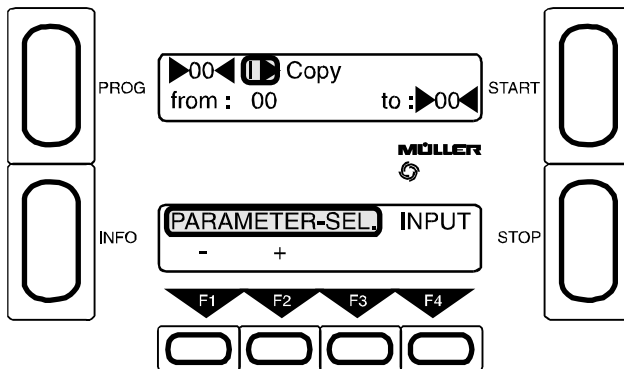 ▶00◀ Copy
from : 00 to :▶00◀
PROG
START
MÜLLER
PARAMETER-SEL. INPUT
- +
INFO
STOP
F1 F2 F3 F4